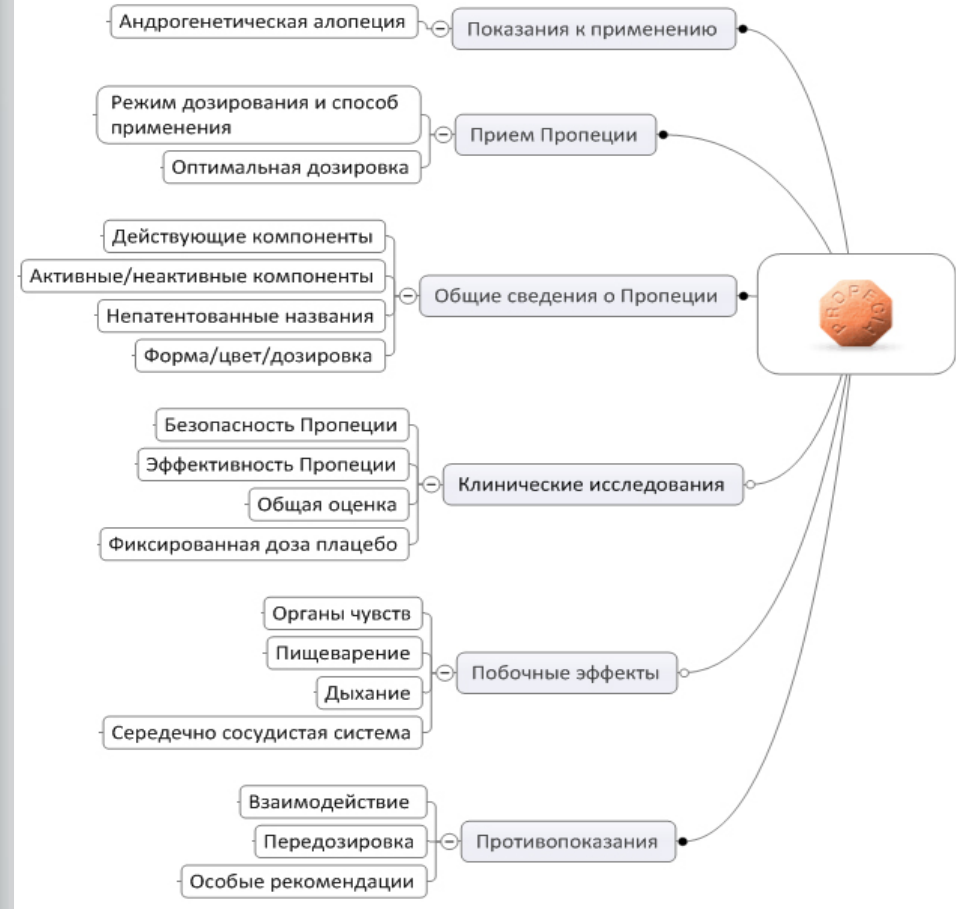 Андрогенетическая алопеция
Показания к применению
Режим дозирования и способ
применения
Оптимальная дозировка
Прием Пропеции
Действующие компоненты
Активные/неактивные компоненты
Непатентованные названия
Форма/цвет/дозировка
Общие сведения о Пропеции
PROPECIA
Безопасность Пропеции
Эффективность Пропеции
Общая оценка
Фиксированная доза плацебо
Клинические исследования
Органы чувств
Пищеварение
Дыхание
Середечно сосудистая система
Побочные эффекты
Взаимодействие
Передозировка
Особые рекомендации
Противопоказания